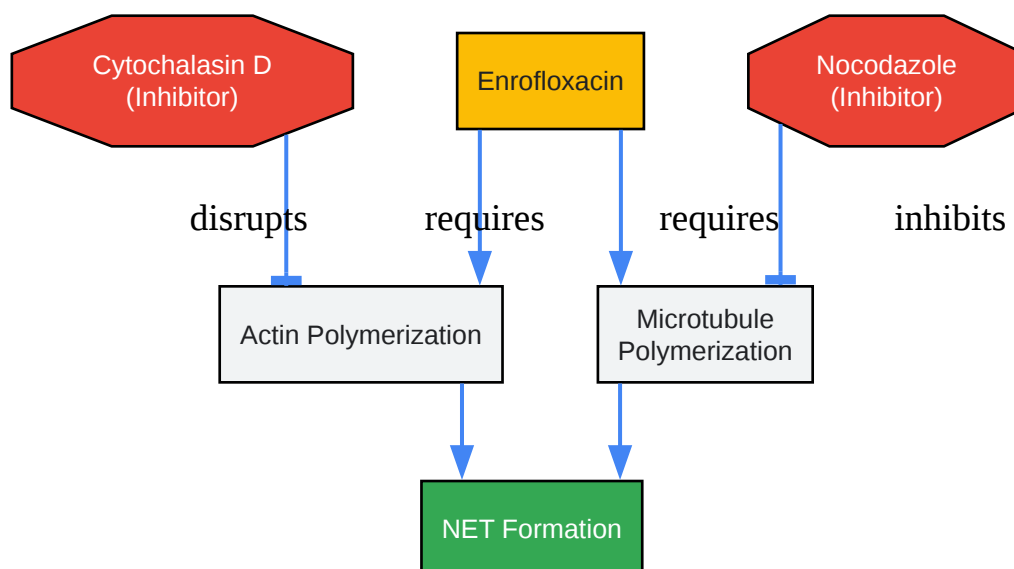 Cytochalasin D
(Inhibitor)
Enrofloxacin
Nocodazole
(Inhibitor)
disrupts
requires
requires
inhibits
Actin Polymerization
Microtubule
Polymerization
NET Formation